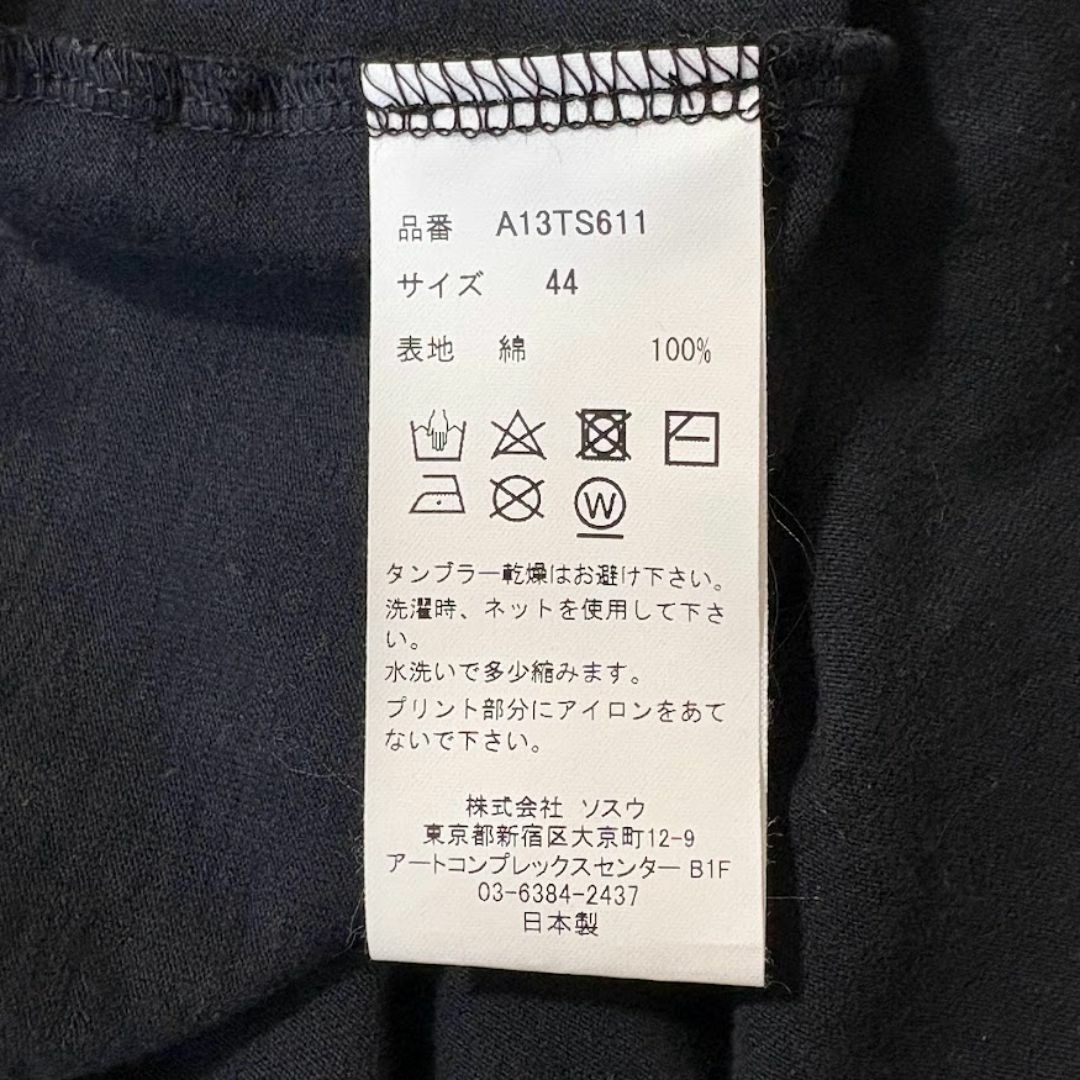 品番 A13TS611
サイズ 44
表地 綿 100%
W
タンブラー乾燥はお避け下さい。
洗濯時、ネットを使用して下さ
い。
水洗いで多少縮みます。
プリント部分にアイロンをあて
ないで下さい。
株式会社 ソスウ
東京都新宿区大京町12-9
アートコンプレックスセンター B1F
03-6384-2437
日本製